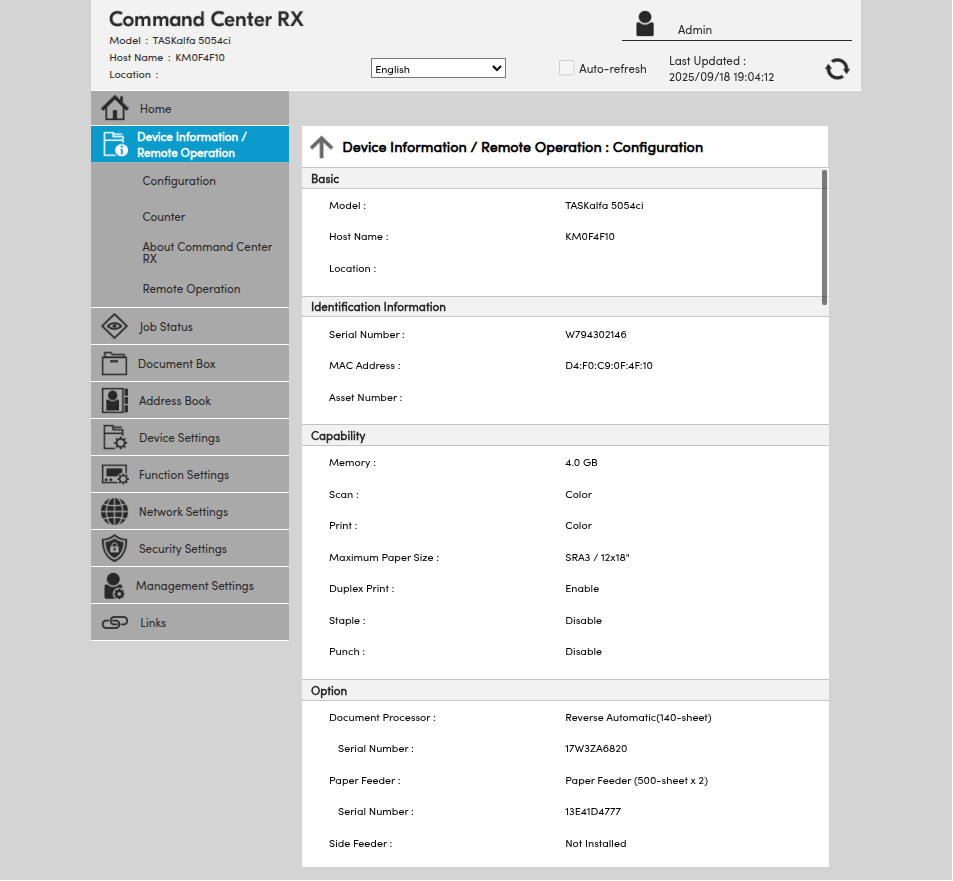 Command Center RX
Model : TASKalfa 5054ci
Host Name : KM0F4F10
Location :
English
Auto-refresh
Admin
Last Updated :
2025/09/18 19:04:12
Home
Device Information /
Remote Operation
Configuration
Counter
About Command Center
RX
Remote Operation
Job Status
Document Box
Address Book
Device Settings
Function Settings
Network Settings
Security Settings
Management Settings
Links
Device Information / Remote Operation : Configuration
Basic
Model : TASKalfa 5054ci
Host Name : KM0F4F10
Location :
Identification Information
Serial Number : W794302146
MAC Address : D4:F0:C9:0F:4F:10
Asset Number :
Capability
Memory : 4.0 GB
Scan : Color
Print : Color
Maximum Paper Size : SRA3 / 12x18"
Duplex Print : Enable
Staple : Disable
Punch : Disable
Option
Document Processor : Reverse Automatic(140-sheet)
Serial Number : 17W3ZA6820
Paper Feeder : Paper Feeder (500-sheet x 2)
Serial Number : 13E41D4777
Side Feeder : Not Installed